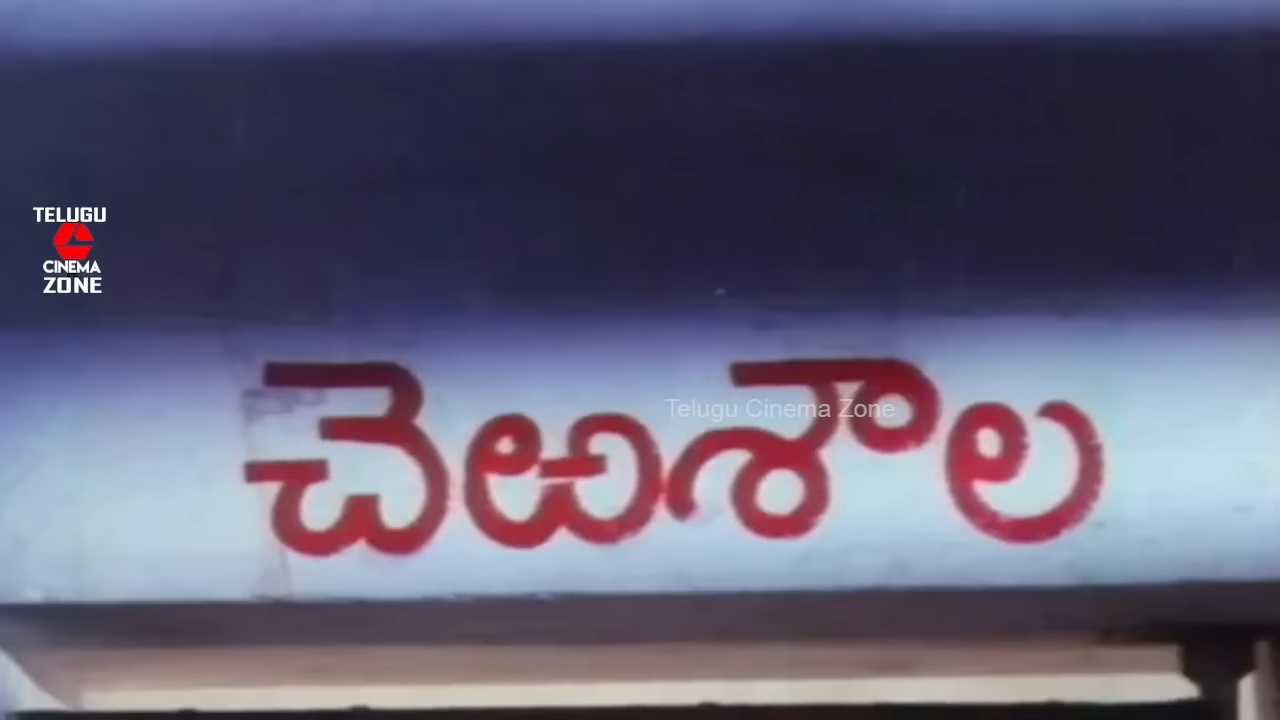 TELUGU
CINEMA
ZONE
చెఱశాల
Telugu Cinema Zone